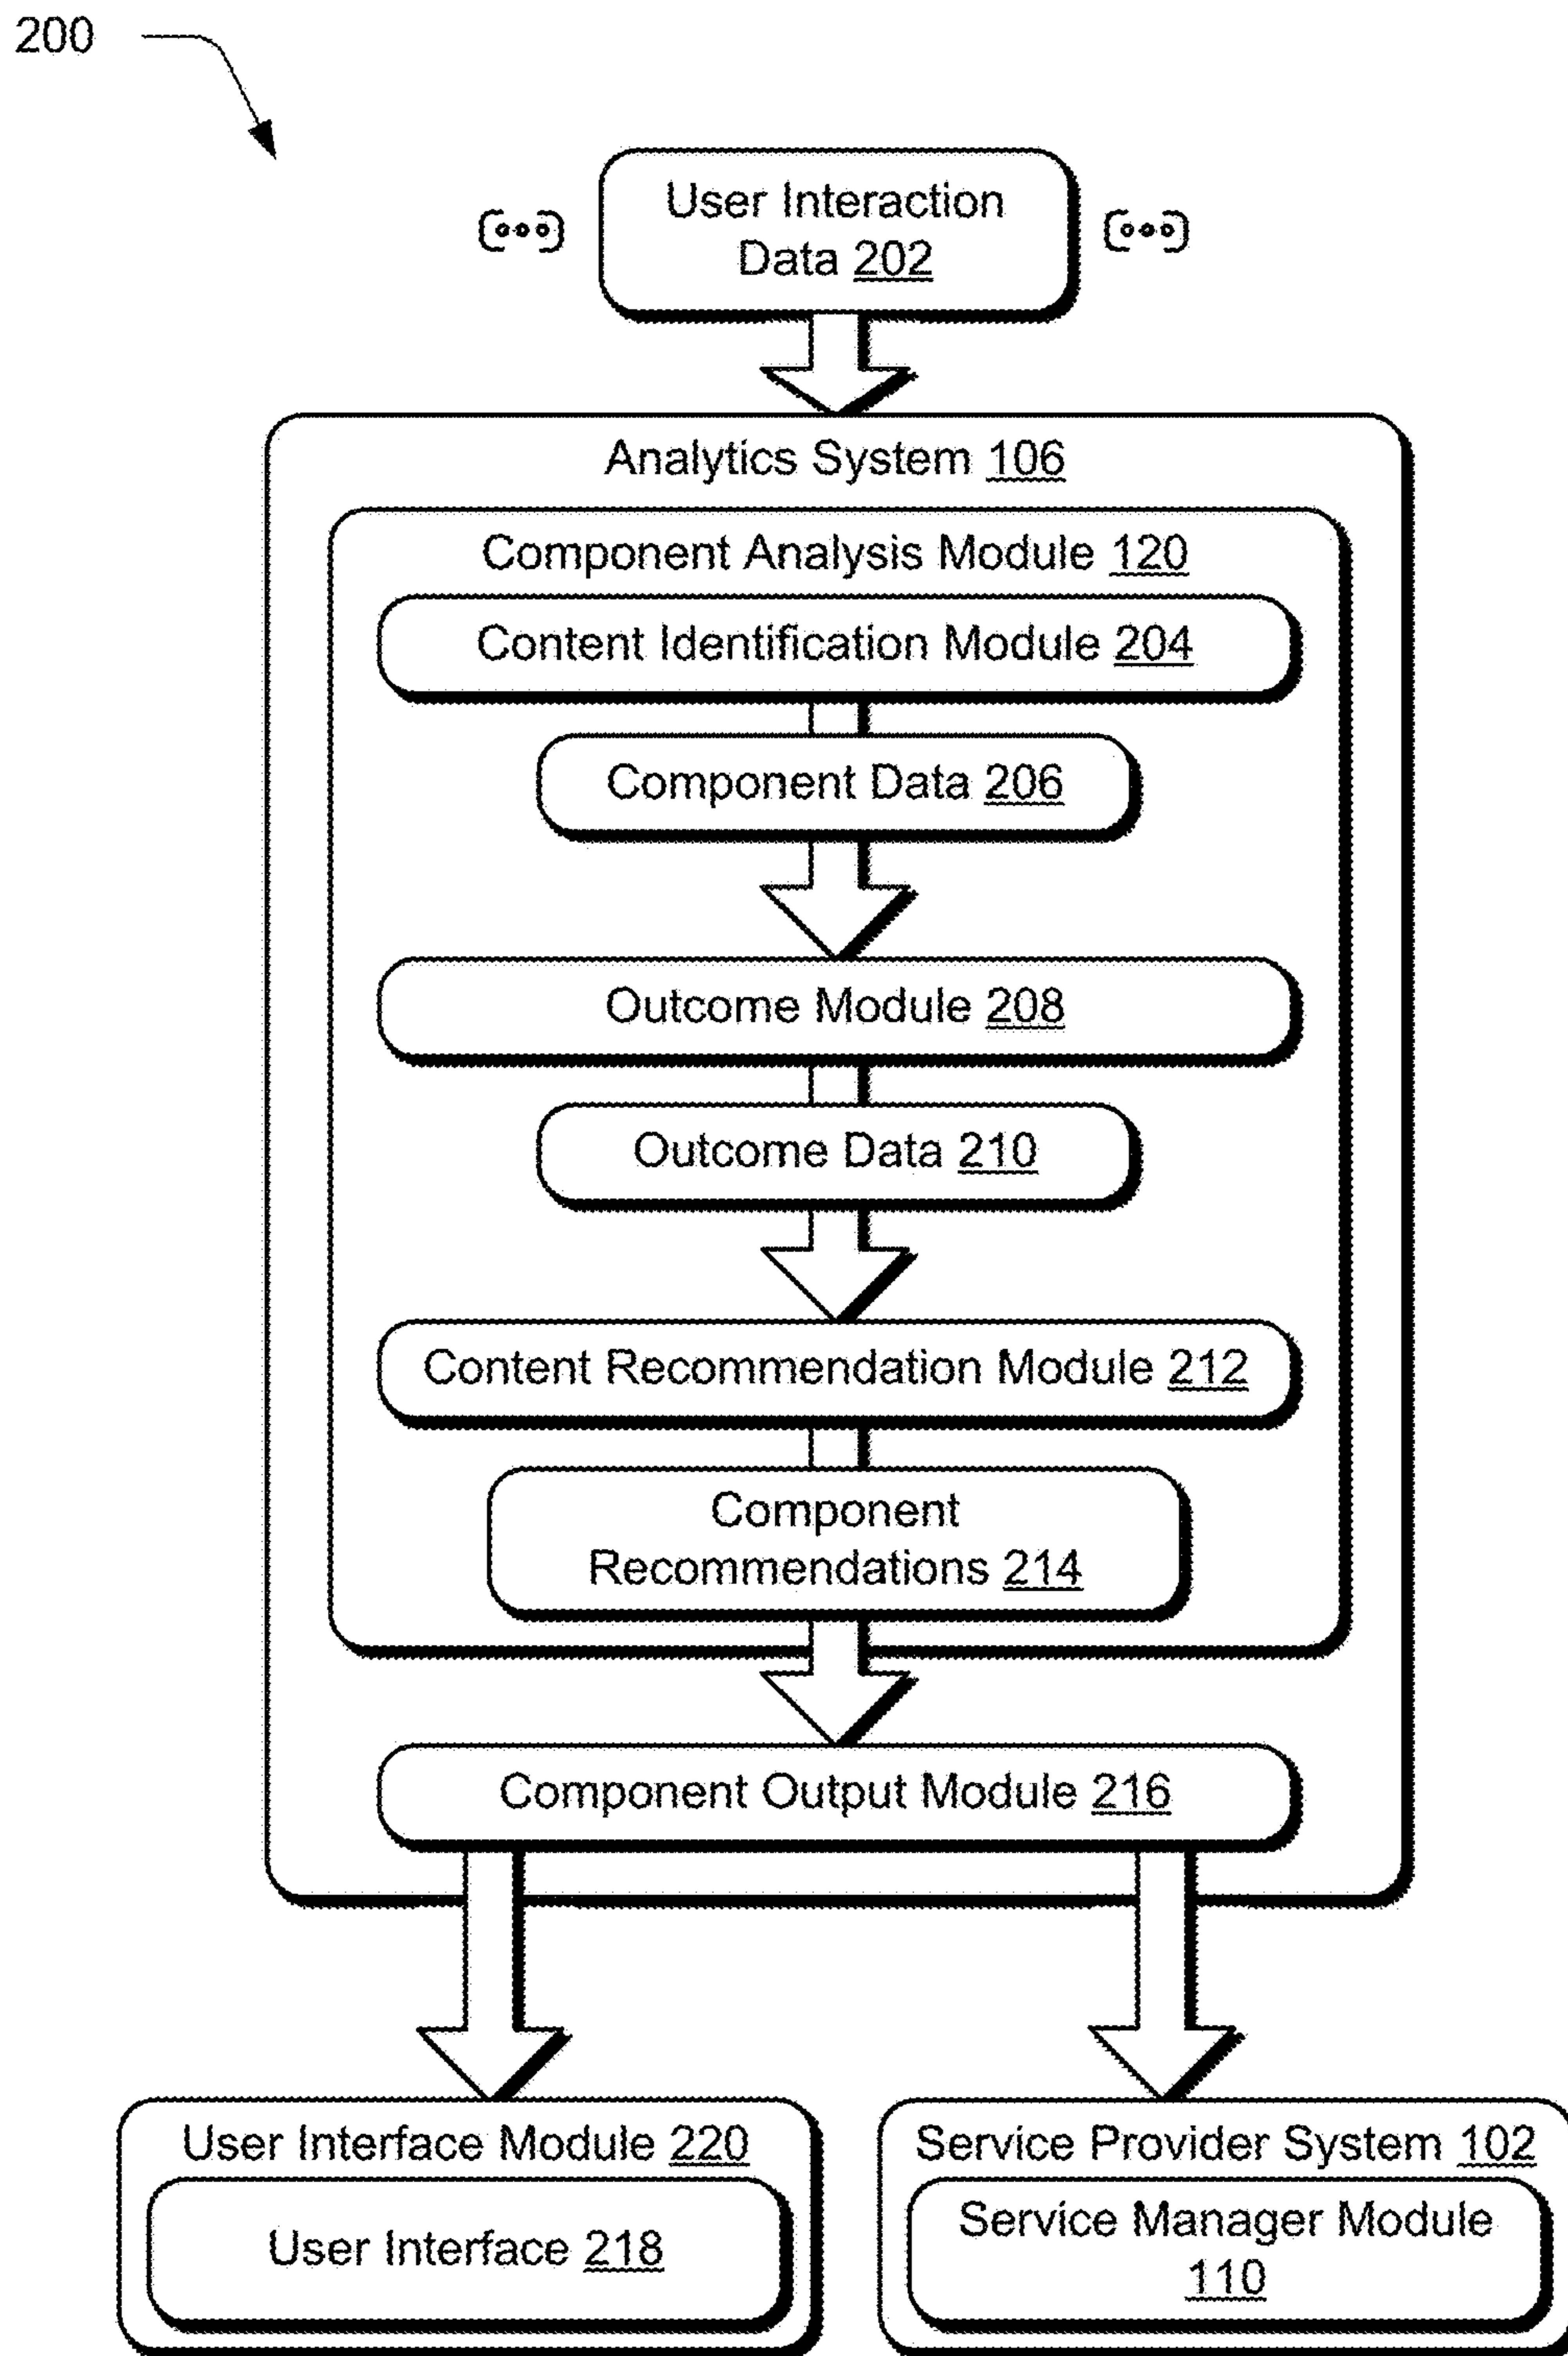 200
User Interaction
Data 202
Analytics System 106
Component Analysis Module 120
Content Identification Module 204
Component Data 206
Outcome Module 208
Outcome Data 210
Content Recommendation Module 212
Component
Recommendations 214
Component Output Module 216
User Interface Module 220
User Interface 218
Service Provider System 102
Service Manager Module
110